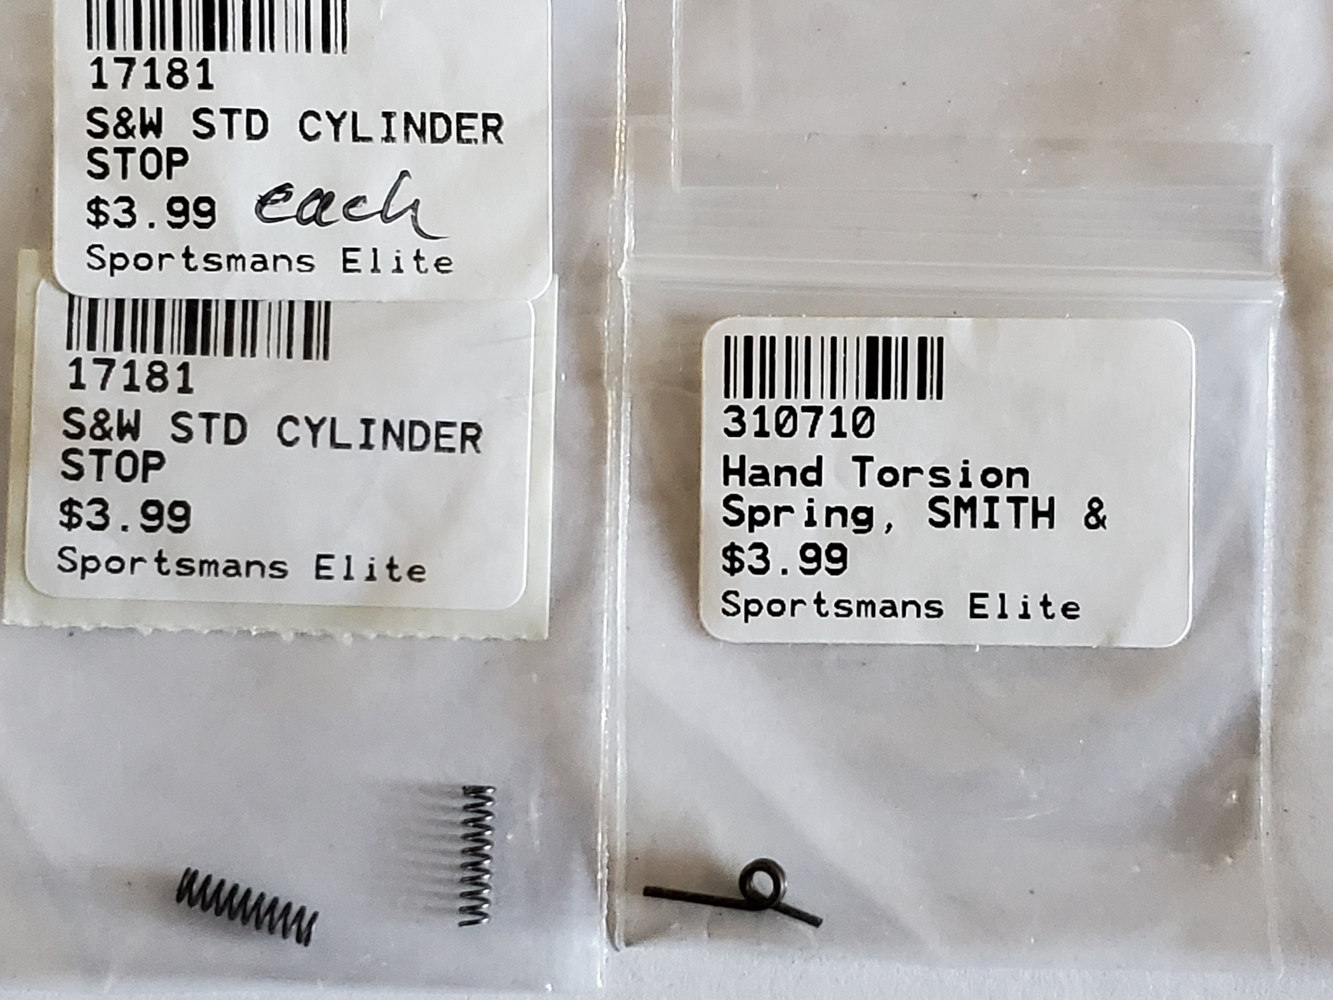 17181
S&W STD CYLINDER
STOP
$3.99 each
Sportsmans Elite
17181
S&W STD CYLINDER
STOP
$3.99
Sportsmans Elite
310710
Hand Torsion
Spring, SMITH &
$3.99
Sportsmans Elite